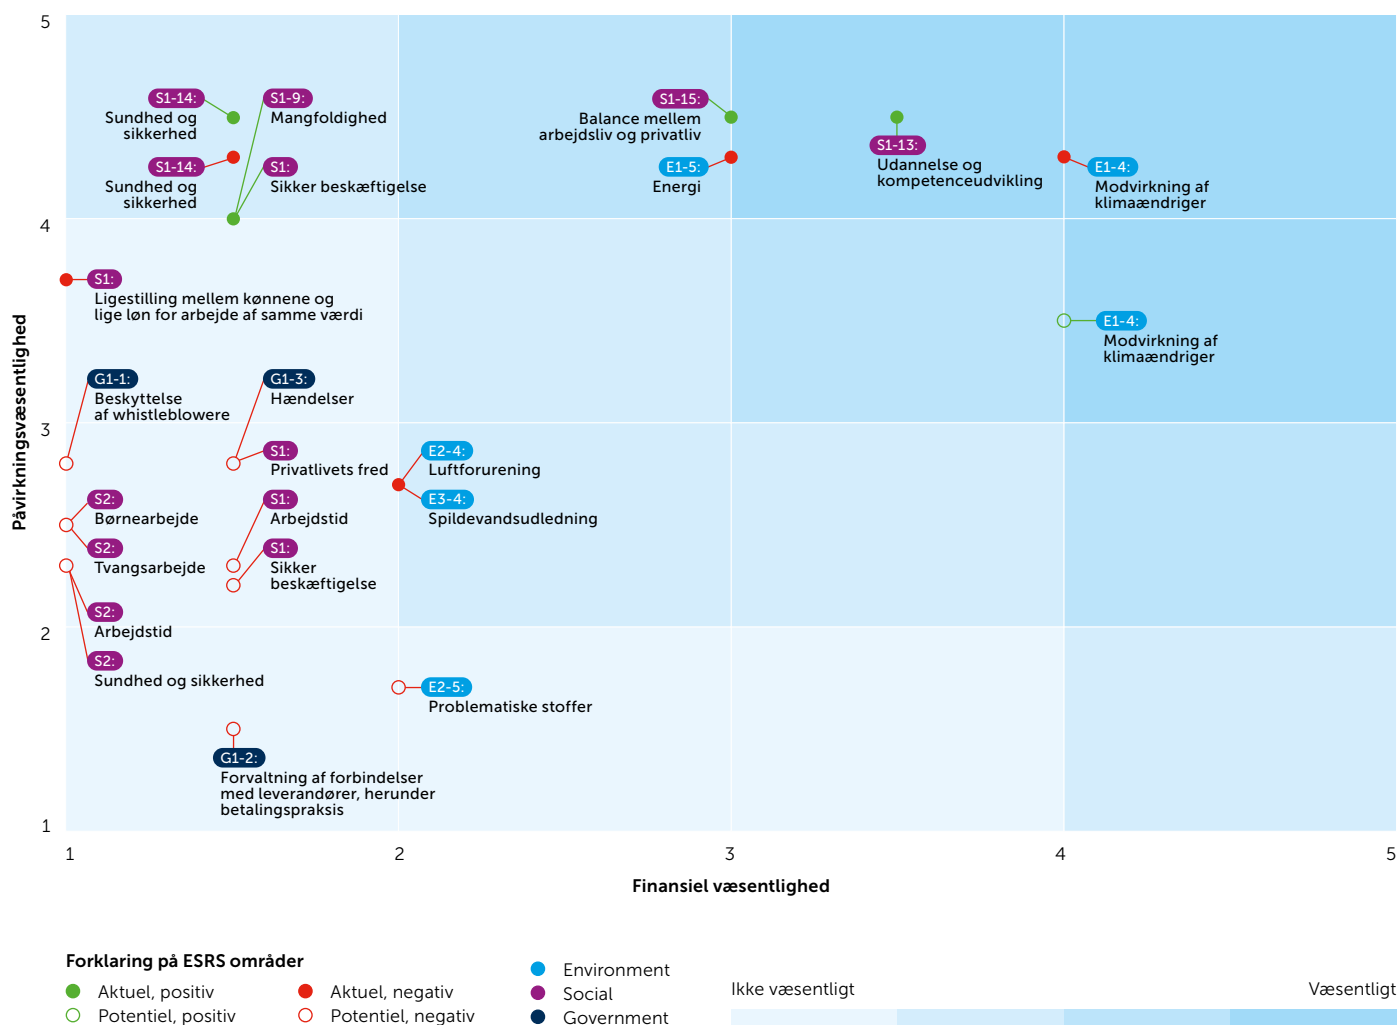 5
S1-14:
Sundhed og
sikkerhed
S1-9:
Mangfoldighed
S1-14:
Sundhed og
sikkerhed
S1:
Sikker beskæftigelse
S1-15:
Balance mellem
arbejdsliv og privatliv
E1-5:
Energi
S1-13:
Udannelse og
kompetenceudvikling
E1-4:
Modvirkning af
klimaændriger
4
S1:
Ligestilling mellem kønnene og
lige løn for arbejde af samme værdi
E1-4:
Modvirkning af
klimaændriger
Påvirkningsvæsentlighed
G1-1:
Beskyttelse
af whistleblowere
G1-3:
Hændelser
3
S1:
Privatlivets fred
E2-4:
Luftforurening
S2:
Børnearbejde
S1:
Arbejdstid
E3-4:
Spildevandsudledning
S2:
Tvangsarbejde
S1:
Sikker
beskæftigelse
S2:
Arbejdstid
2
S2:
Sundhed og sikkerhed
E2-5:
Problematiske stoffer
G1-2:
Forvaltning af forbindelser
med leverandører, herunder
betalingspraksis
1
1 2 3 4 5
Finansiel væsentlighed
Forklaring på ESRS områder
Aktuel, positiv
Potentiel, positiv
Aktuel, negativ
Potentiel, negativ
Environment
Social
Government
Ikke væsentligt
Væsentligt